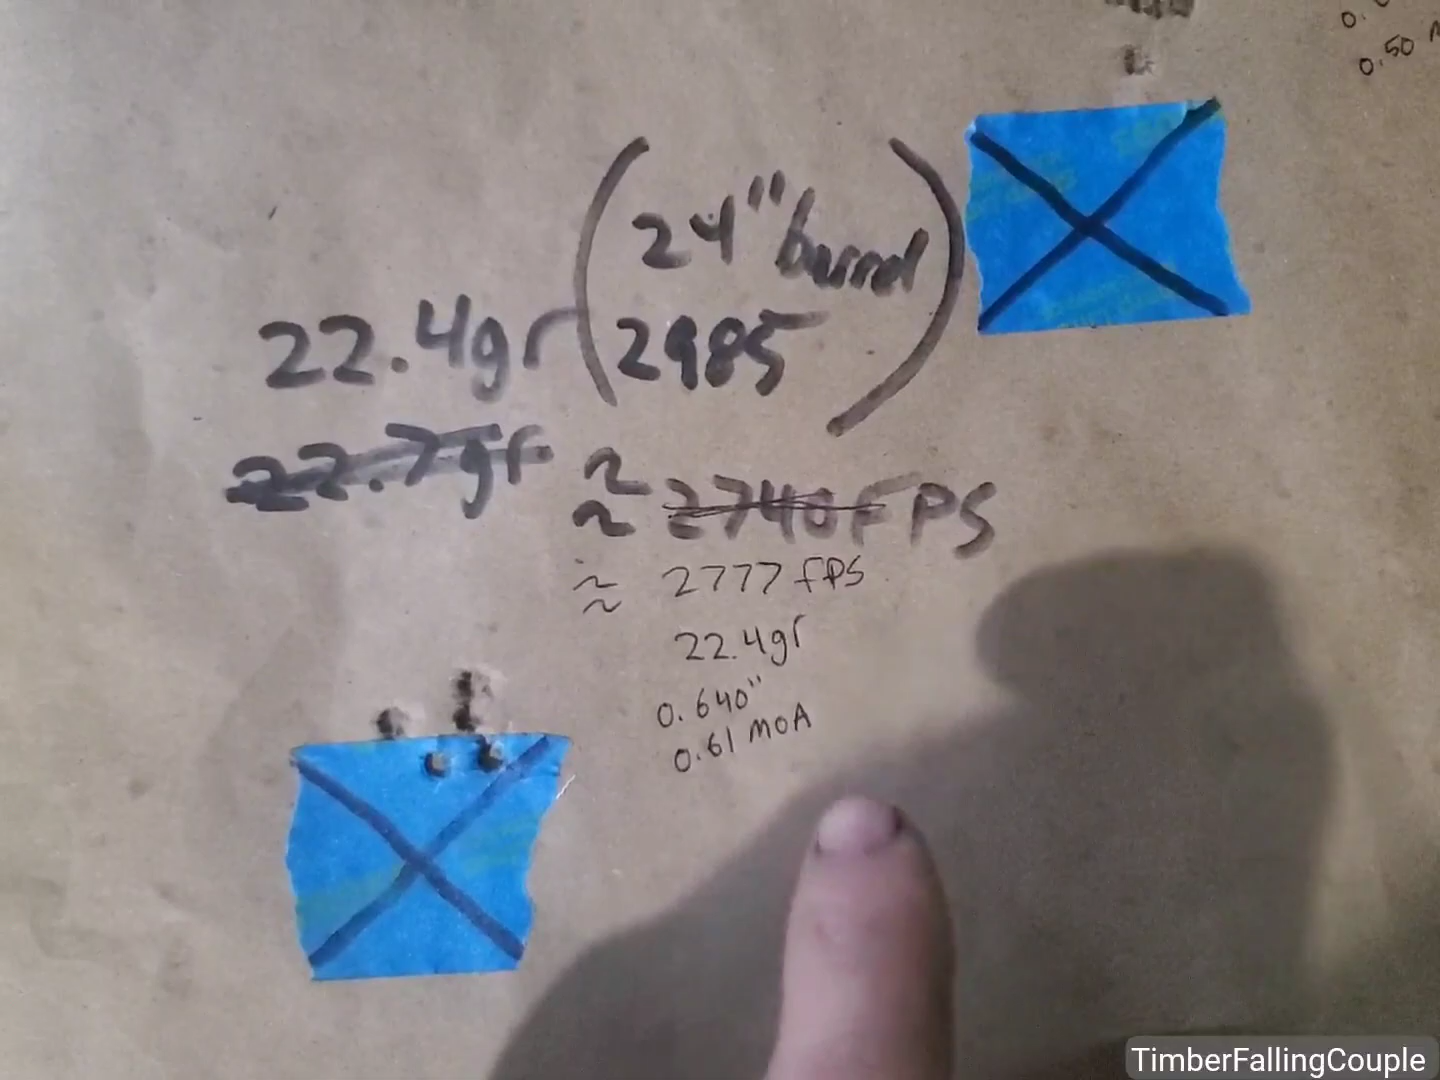 0.50
24" barrel
22.4gr
2985
22.7gr
≈ 2740 FPS
≈ 2777 fps
22.4gr
0.640"
0.61 MOA
TimberFallingCouple